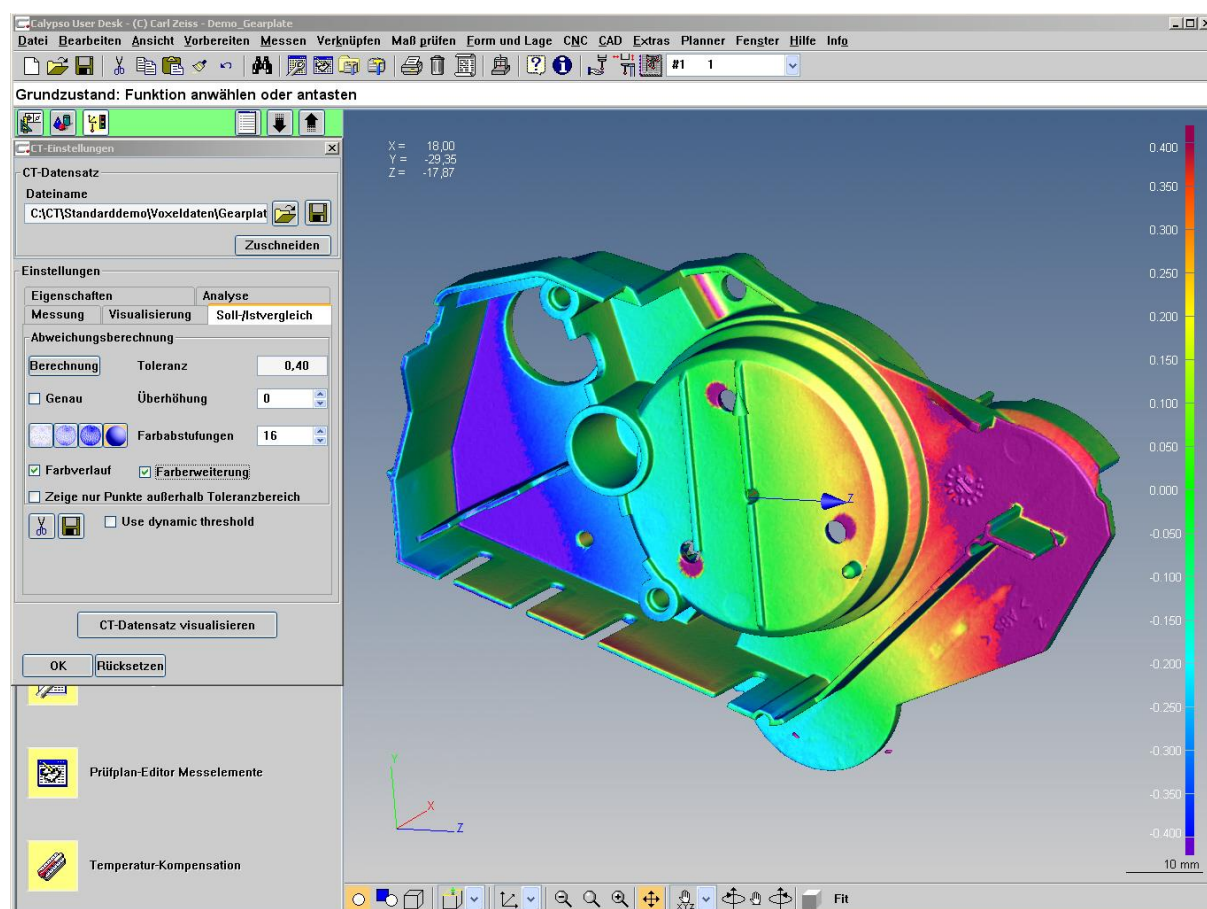 Calypso User Desk - (C) Carl Zeiss - Demo_Gearplate
Datei Bearbeiten Ansicht Vorbereiten Messen Verknüpfen Maß prüfen Form und Lage CNC CAD Extras Planner Fenster Hilfe Info
#1 1
Grundzustand: Funktion anwählen oder antasten
CT-Einstellungen
CT-Datensatz
Dateiname
C:\CT\Standarddemo\Voxeldaten\Gearplat
Zuschneiden
Einstellungen
Eigenschaften Analyse
Messung Visualisierung Soll-/Istvergleich
Abweichungsberechnung
Berechnung Toleranz 0,40
Genau Überhöhung 0
Farbabstufungen 16
Farbverlauf Farberweiterung
Zeige nur Punkte außerhalb Toleranzbereich
Use dynamic threshold
CT-Datensatz visualisieren
OK Rücksetzen
Prüfplan-Editor Messelemente
Temperatur-Kompensation
X = 18,00
Y = -29,35
Z = -17,87
Z
Y
X
Z
0.400
0.350
0.300
0.250
0.200
0.150
0.100
0.050
0.000
-0.050
-0.100
-0.150
-0.200
-0.250
-0.300
-0.350
-0.400
10 mm
XYZ
Fit